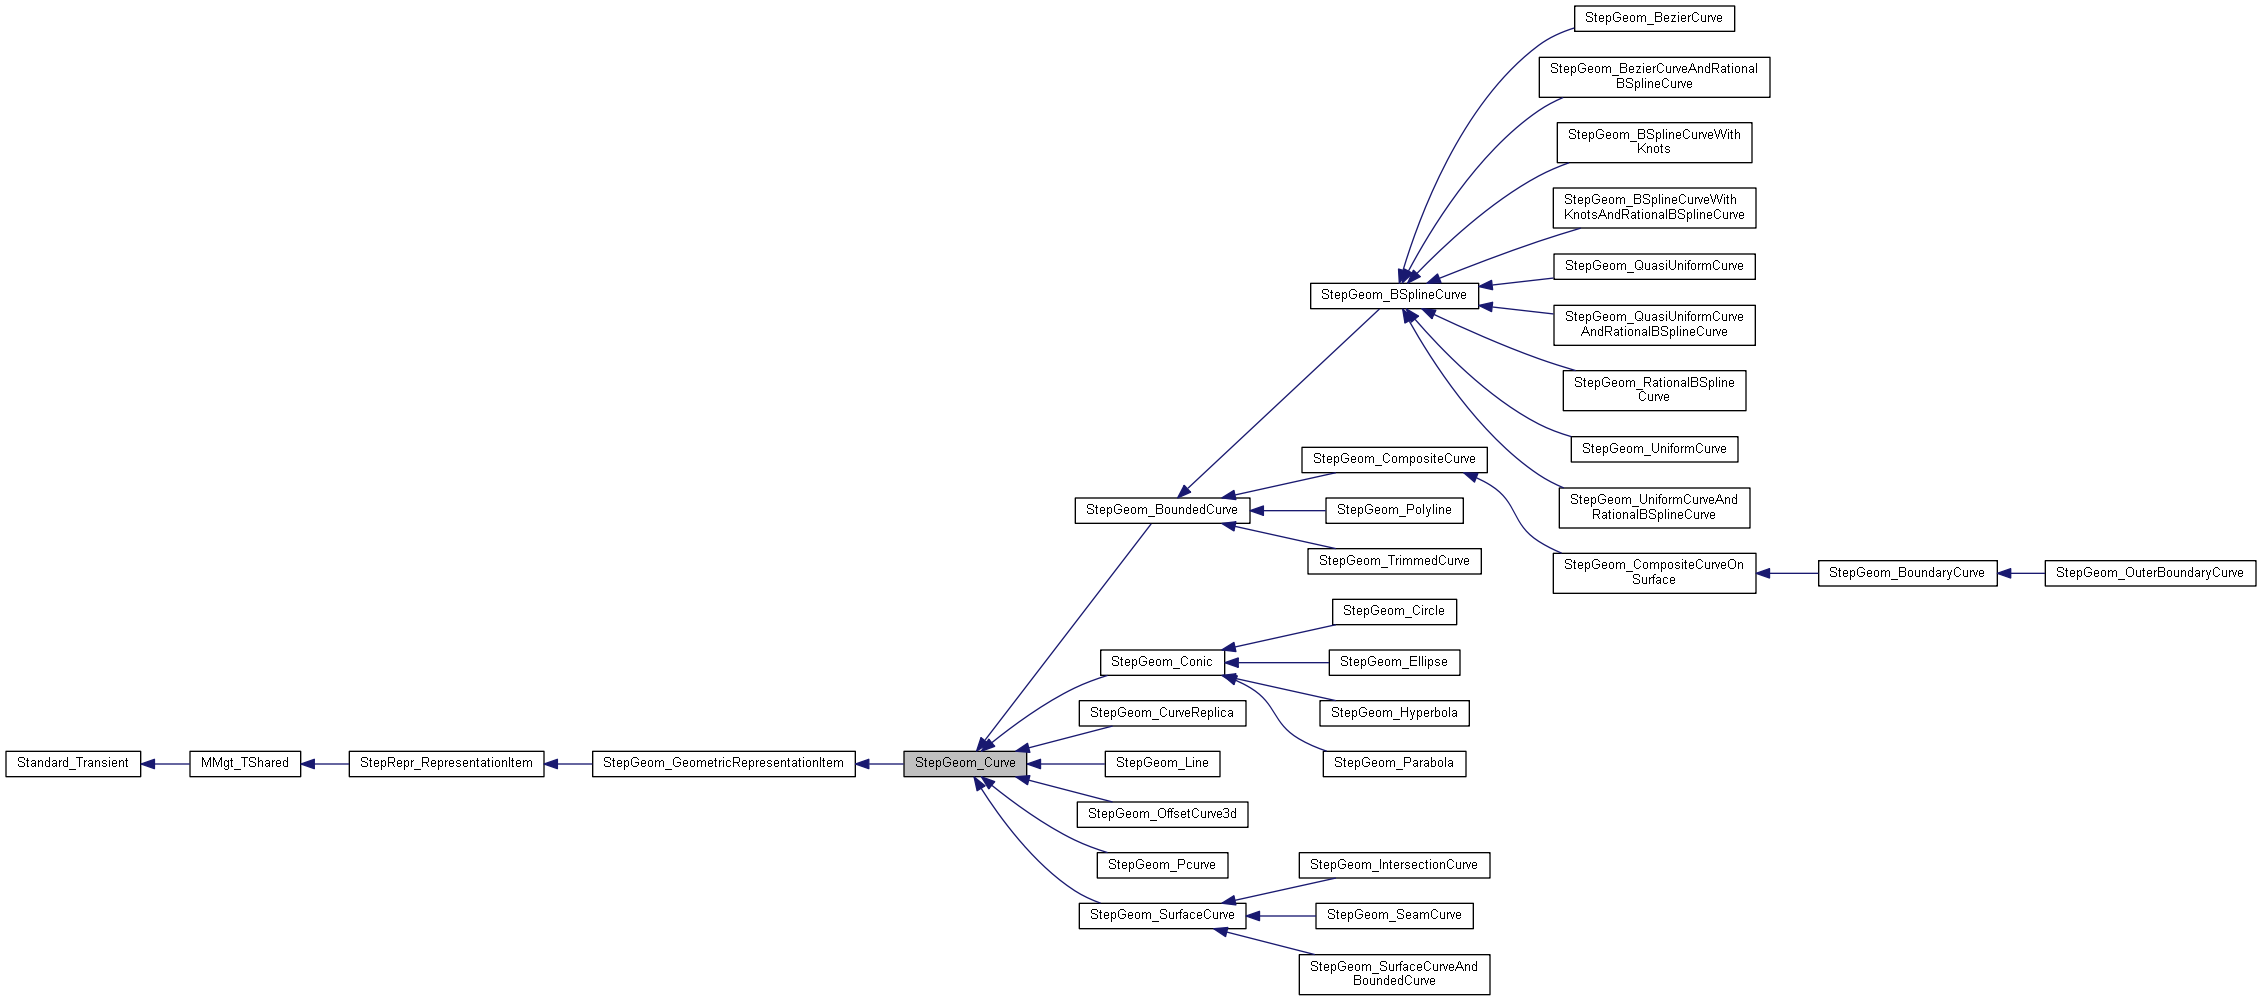 StepGeom_BezierCurve
StepGeom_BezierCurveAndRational
BSplineCurve
StepGeom_BSplineCurveWith
Knots
StepGeom_BSplineCurveWith
KnotsAndRationalBSplineCurve
StepGeom_QuasiUniformCurve
StepGeom_BSplineCurve
StepGeom_QuasiUniformCurve
AndRationalBSplineCurve
StepGeom_RationalBSpline
Curve
StepGeom_UniformCurve
StepGeom_CompositeCurve
StepGeom_UniformCurveAnd
RationalBSplineCurve
StepGeom_BoundedCurve
StepGeom_Polyline
StepGeom_TrimmedCurve
StepGeom_CompositeCurveOn
Surface
StepGeom_BoundaryCurve
StepGeom_OuterBoundaryCurve
StepGeom_Circle
StepGeom_Conic
StepGeom_Ellipse
StepGeom_CurveReplica
StepGeom_Hyperbola
Standard_Transient
MMgt_TShared
StepRepr_RepresentationItem
StepGeom_GeometricRepresentationItem
StepGeom_Curve
StepGeom_Line
StepGeom_Parabola
StepGeom_OffsetCurve3d
StepGeom_Pcurve
StepGeom_IntersectionCurve
StepGeom_SurfaceCurve
StepGeom_SeamCurve
StepGeom_SurfaceCurveAnd
BoundedCurve